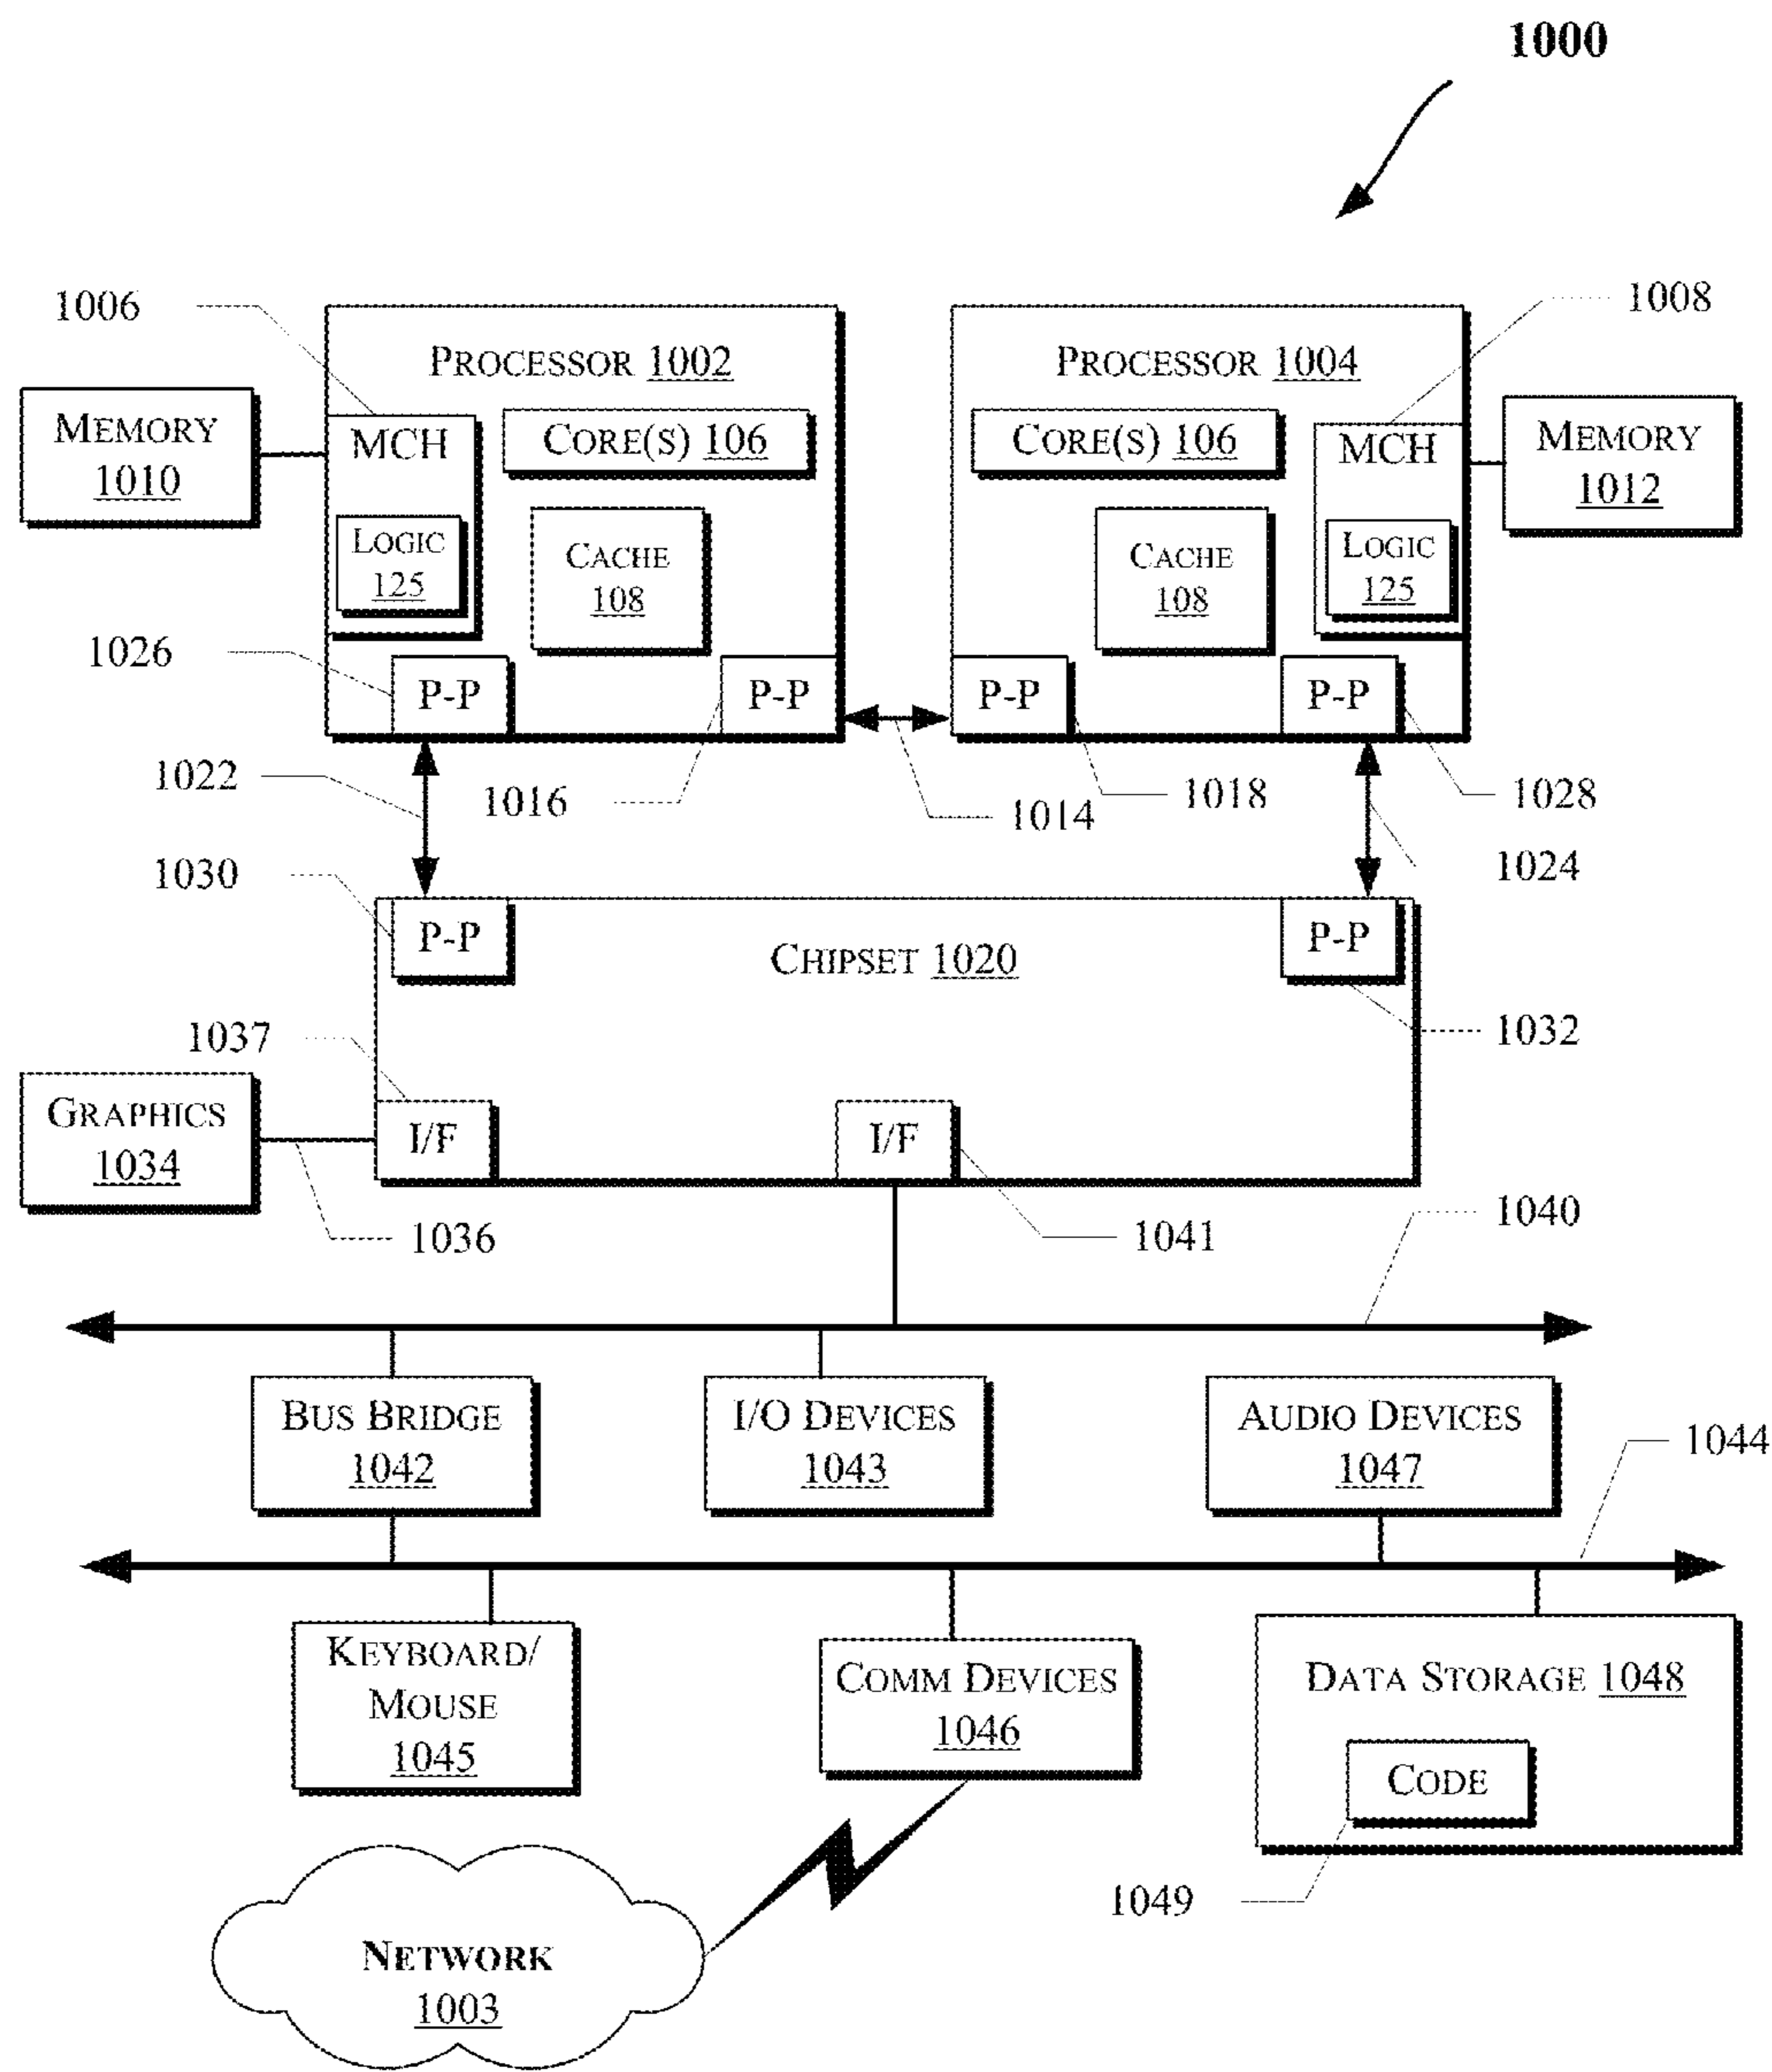 1000
1006
1008
PROCESSOR 1002
PROCESSOR 1004
MEMORY
1010
MCH
CORE(S) 106
CORE(S) 106
MCH
MEMORY
1012
LOGIC
125
CACHE
108
CACHE
108
LOGIC
125
1026
P-P
P-P
P-P
P-P
1022
1016
1014
1018
1028
1030
1024
P-P
CHIPSET 1020
P-P
1037
1032
GRAPHICS
1034
I/F
I/F
1036
1041
1040
BUS BRIDGE
1042
I/O DEVICES
1043
AUDIO DEVICES
1047
1044
KEYBOARD/
MOUSE
1045
COMM DEVICES
1046
DATA STORAGE 1048
CODE
1049
NETWORK
1003